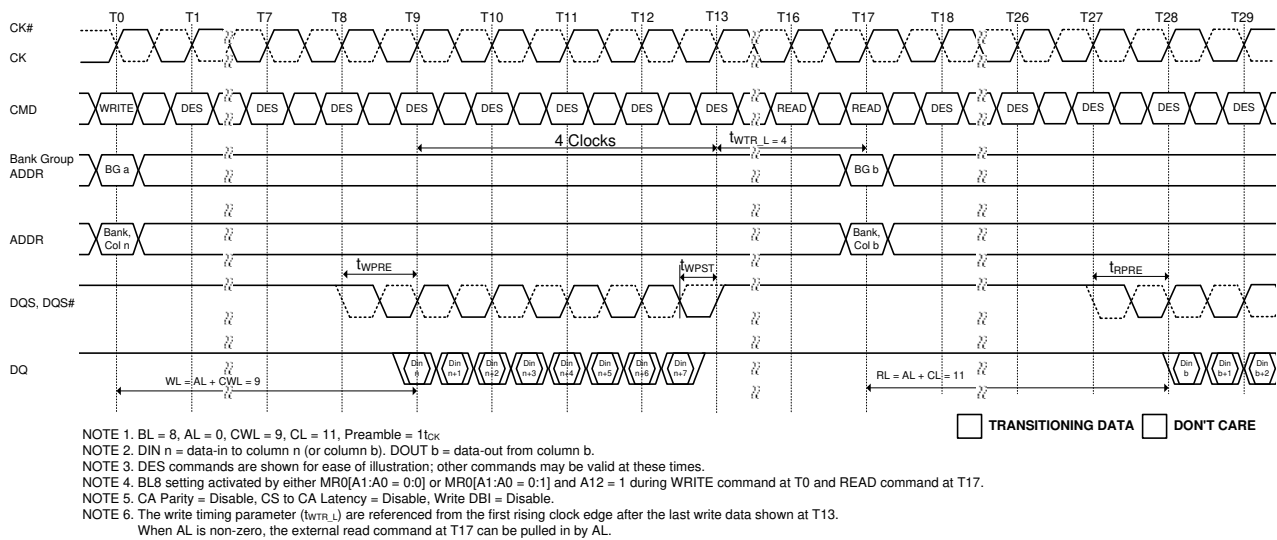 T0 T1 T7 T8 T9 T10 T11 T12 T13 T16 T17 T18 T26 T27 T28 T29
CK#
CK
CMD WRITE DES DES DES DES DES DES DES DES READ READ DES DES DES DES DES
4 Clocks tWTR_L = 4
Bank Group
ADDR
BG a BG b
ADDR
Bank,
Col n
Bank,
Col b
tWPRE tWPST tRPRE
DQS, DQS#
DQ
Din
n
Din
n+1
Din
n+2
Din
n+3
Din
n+4
Din
n+5
Din
n+6
Din
n+7
Din
b
Din
b+1
Din
b+2
WL = AL + CWL = 9
RL = AL + CL = 11
TRANSITIONING DATA DON'T CARE
NOTE 1. BL = 8, AL = 0, CWL = 9, CL = 11, Preamble = 1tCK
NOTE 2. DIN n = data-in to column n (or column b). DOUT b = data-out from column b.
NOTE 3. DES commands are shown for ease of illustration; other commands may be valid at these times.
NOTE 4. BL8 setting activated by either MR0[A1:A0 = 0:0] or MR0[A1:A0 = 0:1] and A12 = 1 during WRITE command at T0 and READ command at T17.
NOTE 5. CA Parity = Disable, CS to CA Latency = Disable, Write DBI = Disable.
NOTE 6. The write timing parameter (tWTR_L) are referenced from the first rising clock edge after the last write data shown at T13.
When AL is non-zero, the external read command at T17 can be pulled in by AL.